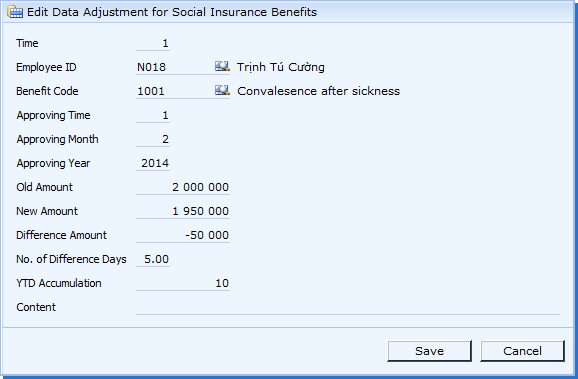 Edit Data Adjustment for Social Insurance Benefits
Time 1
Employee ID N018 Trịnh Tú Cường
Benefit Code 1001 Convalesence after sickness
Approving Time 1
Approving Month 2
Approving Year 2014
Old Amount 2 000 000
New Amount 1 950 000
Difference Amount -50 000
No. of Difference Days 5.00
YTD Accumulation 10
Content
Save Cancel